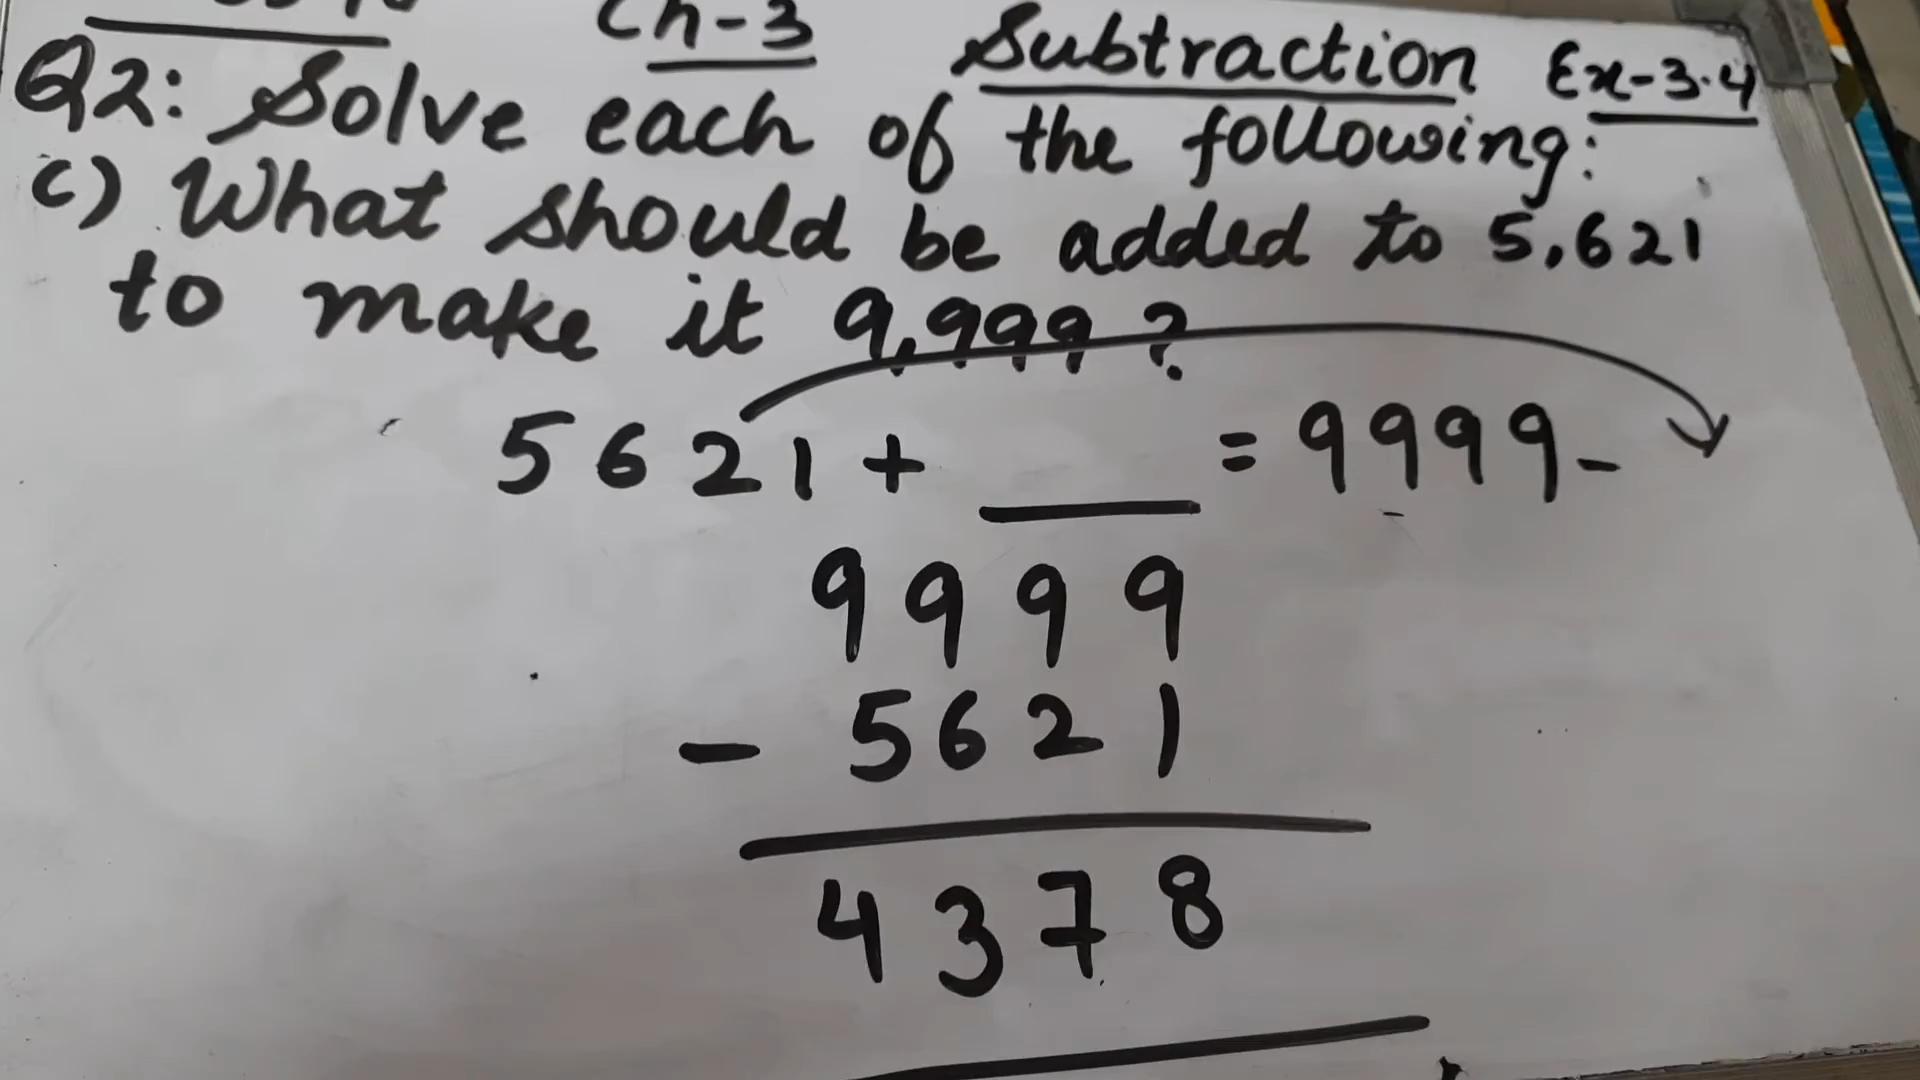 Ch-3 Subtraction Ex-3.4
Q2: Solve each of the following:
c) What should be added to 5,621
to make it 9,999?
5621 + ____ = 9999 -
9999
- 5621
4378